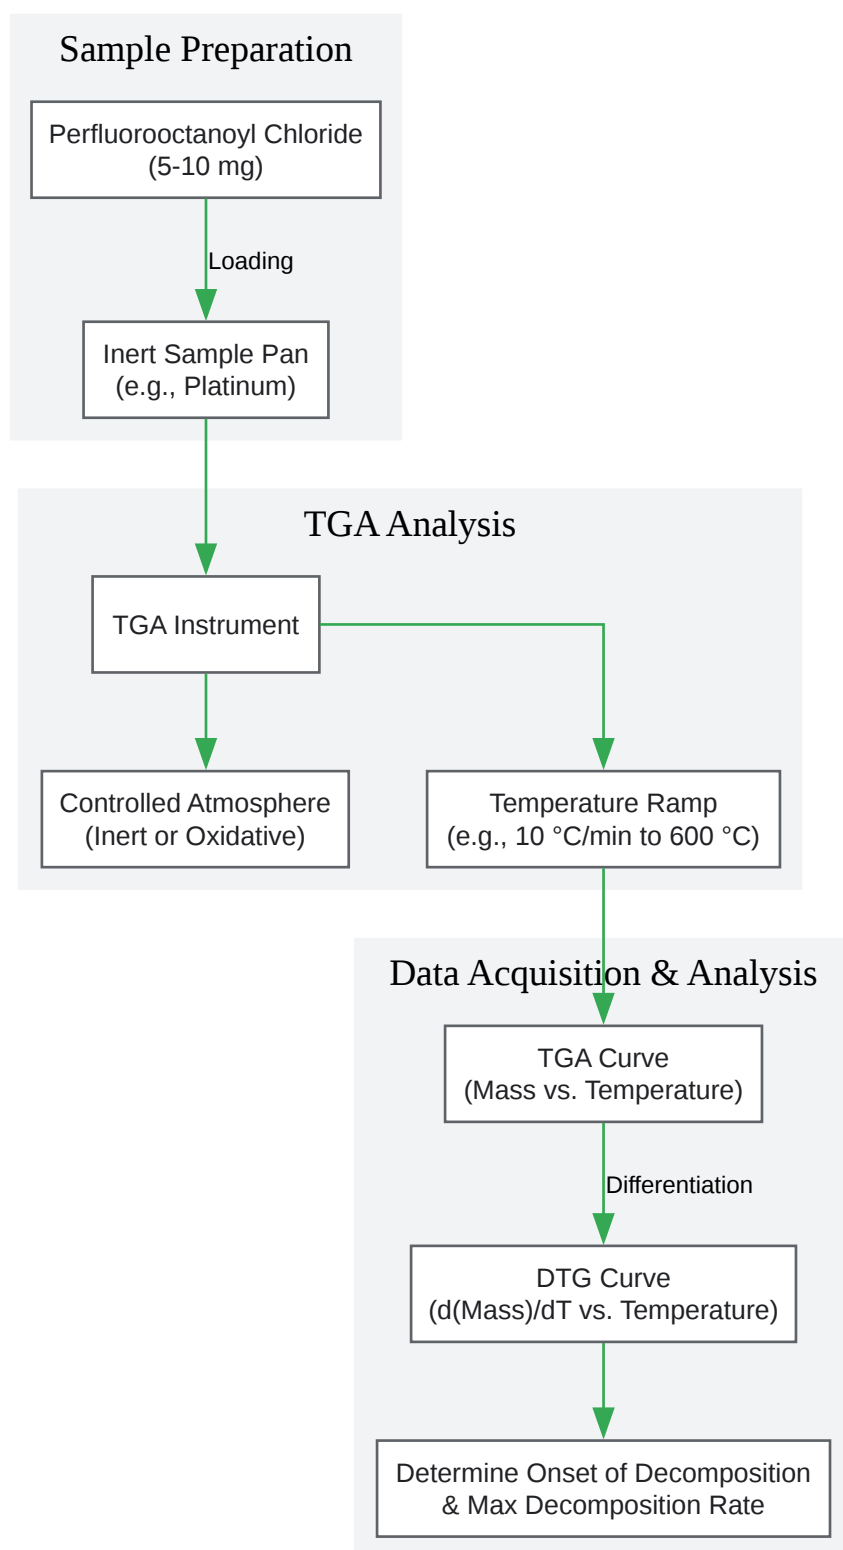 Sample Preparation
Perfluorooctanoyl Chloride
(5-10 mg)
Loading
Inert Sample Pan
(e.g., Platinum)
TGA Analysis
TGA Instrument
Controlled Atmosphere
(Inert or Oxidative)
Temperature Ramp
(e.g., 10 °C/min to 600 °C)
Data Acquisition & Analysis
TGA Curve
(Mass vs. Temperature)
Differentiation
DTG Curve
(d(Mass)/dT vs. Temperature)
Determine Onset of Decomposition
& Max Decomposition Rate